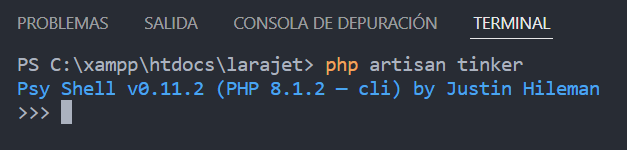 PROBLEMAS SALIDA CONSOLA DE DEPURACIÓN TERMINAL
PS C:\xampp\htdocs\larajet> php artisan tinker
Psy Shell v0.11.2 (PHP 8.1.2 — cli) by Justin Hileman
>>>